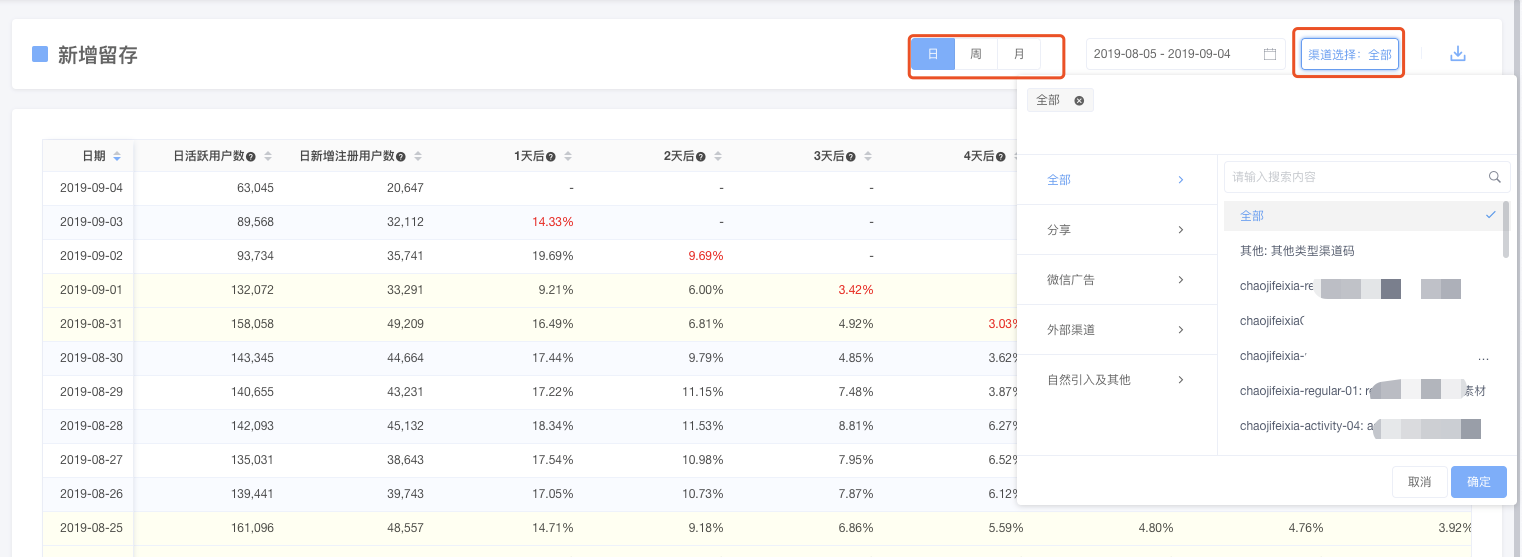 新增留存
日 周 月 2019-08-05 - 2019-09-04 渠道选择：全部
全部
日期 日活跃用户数 日新增注册用户数 1天后 2天后 3天后 4天后
2019-09-04 63,045 20,647 - - -
2019-09-03 89,568 32,112 14.33% - -
2019-09-02 93,734 35,741 19.69% 9.69% -
2019-09-01 132,072 33,291 9.21% 6.00% 3.42%
2019-08-31 158,058 49,209 16.49% 6.81% 4.92% 3.03%
2019-08-30 143,345 44,664 17.44% 9.79% 4.85% 3.62%
2019-08-29 140,655 43,231 17.22% 11.15% 7.48% 3.87%
2019-08-28 142,093 45,132 18.34% 11.53% 8.81% 6.27%
2019-08-27 135,031 38,643 17.54% 10.98% 7.95% 6.52%
2019-08-26 139,441 39,743 17.05% 10.73% 7.87% 6.12%
2019-08-25 161,096 48,557 14.71% 9.18% 6.86% 5.59% 4.80% 4.76% 3.92%
全部
分享
微信广告
外部渠道
自然引入及其他
请输入搜索内容
全部
其他: 其他类型渠道码
chaojifeixia-re
chaojifeixia
chaojifeixia- ...
chaojifeixia-regular-01: 素材
chaojifeixia-activity-04: a
取消 确定